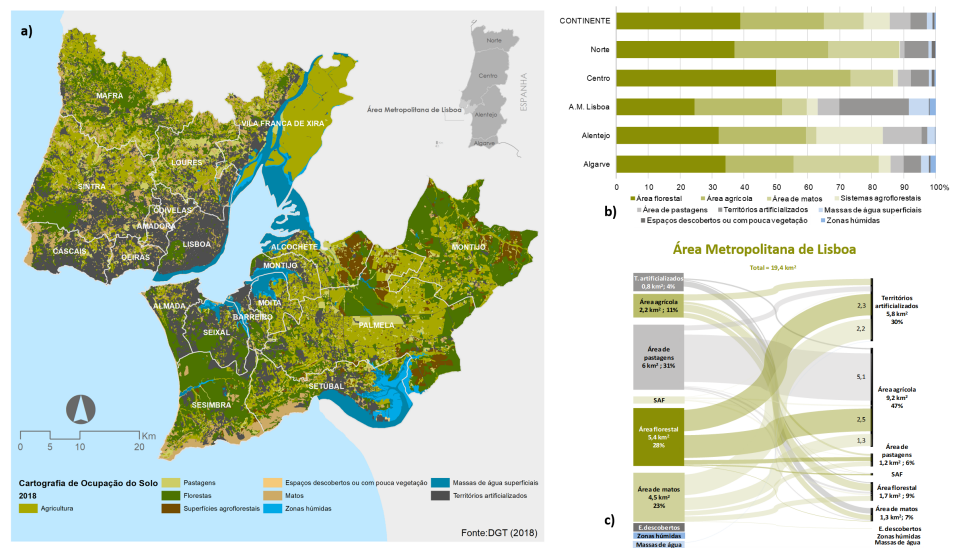 a)
Norte
Centro
ESPANHA
Área Metropolitana de Lisboa
Alentejo
Algarve
MAFRA
VILA FRANCA DE XIRA
LOURES
SINTRA
ODIVELAS
AMADORA
LISBOA
CASCAIS
OEIRAS
ALCOCHETE
MONTIJO
MONTIJO
ALMADA
MOITA
BARREIRO
SEIXAL
PALMELA
SETÚBAL
SESIMBRA
Km
0 5 10 20
Cartografia de Ocupação do Solo
2018
Agricultura
Pastagens
Florestas
Superfícies agroflorestais
Espaços descobertos ou com pouca vegetação
Matos
Zonas húmidas
Massas de água superficiais
Territórios artificializados
Fonte:DGT (2018)
CONTINENTE
Norte
Centro
A.M. Lisboa
Alentejo
Algarve
0 10 20 30 40 50 60 70 80 90 100%
Área florestal
Área agrícola
Área de matos
Sistemas agroflorestais
Área de pastagens
Territórios artificializados
Massas de água superficiais
Espaços descobertos ou com pouca vegetação
Zonas húmidas
b)
Área Metropolitana de Lisboa
Total = 19,4 km²
T. artificializados
0,8 km²; 4%
Área agrícola
2,2 km² ; 11%
Área de
pastagens
6 km² ; 31%
SAF
Área florestal
5,4 km²
28%
Área de matos
4,5 km²
23%
E.descobertos
Zonas húmidas
Massas de água
2,3
2,2
5,1
2,5
1,3
Territórios
artificializados
5,8 km²
30%
Área agrícola
9,2 km²
47%
Área de
pastagens
1,2 km² ; 6%
SAF
Área florestal
1,7 km² ; 9%
Área de matos
1,3 km²; 7%
E. descobertos
Zonas húmidas
Massas de água
c)